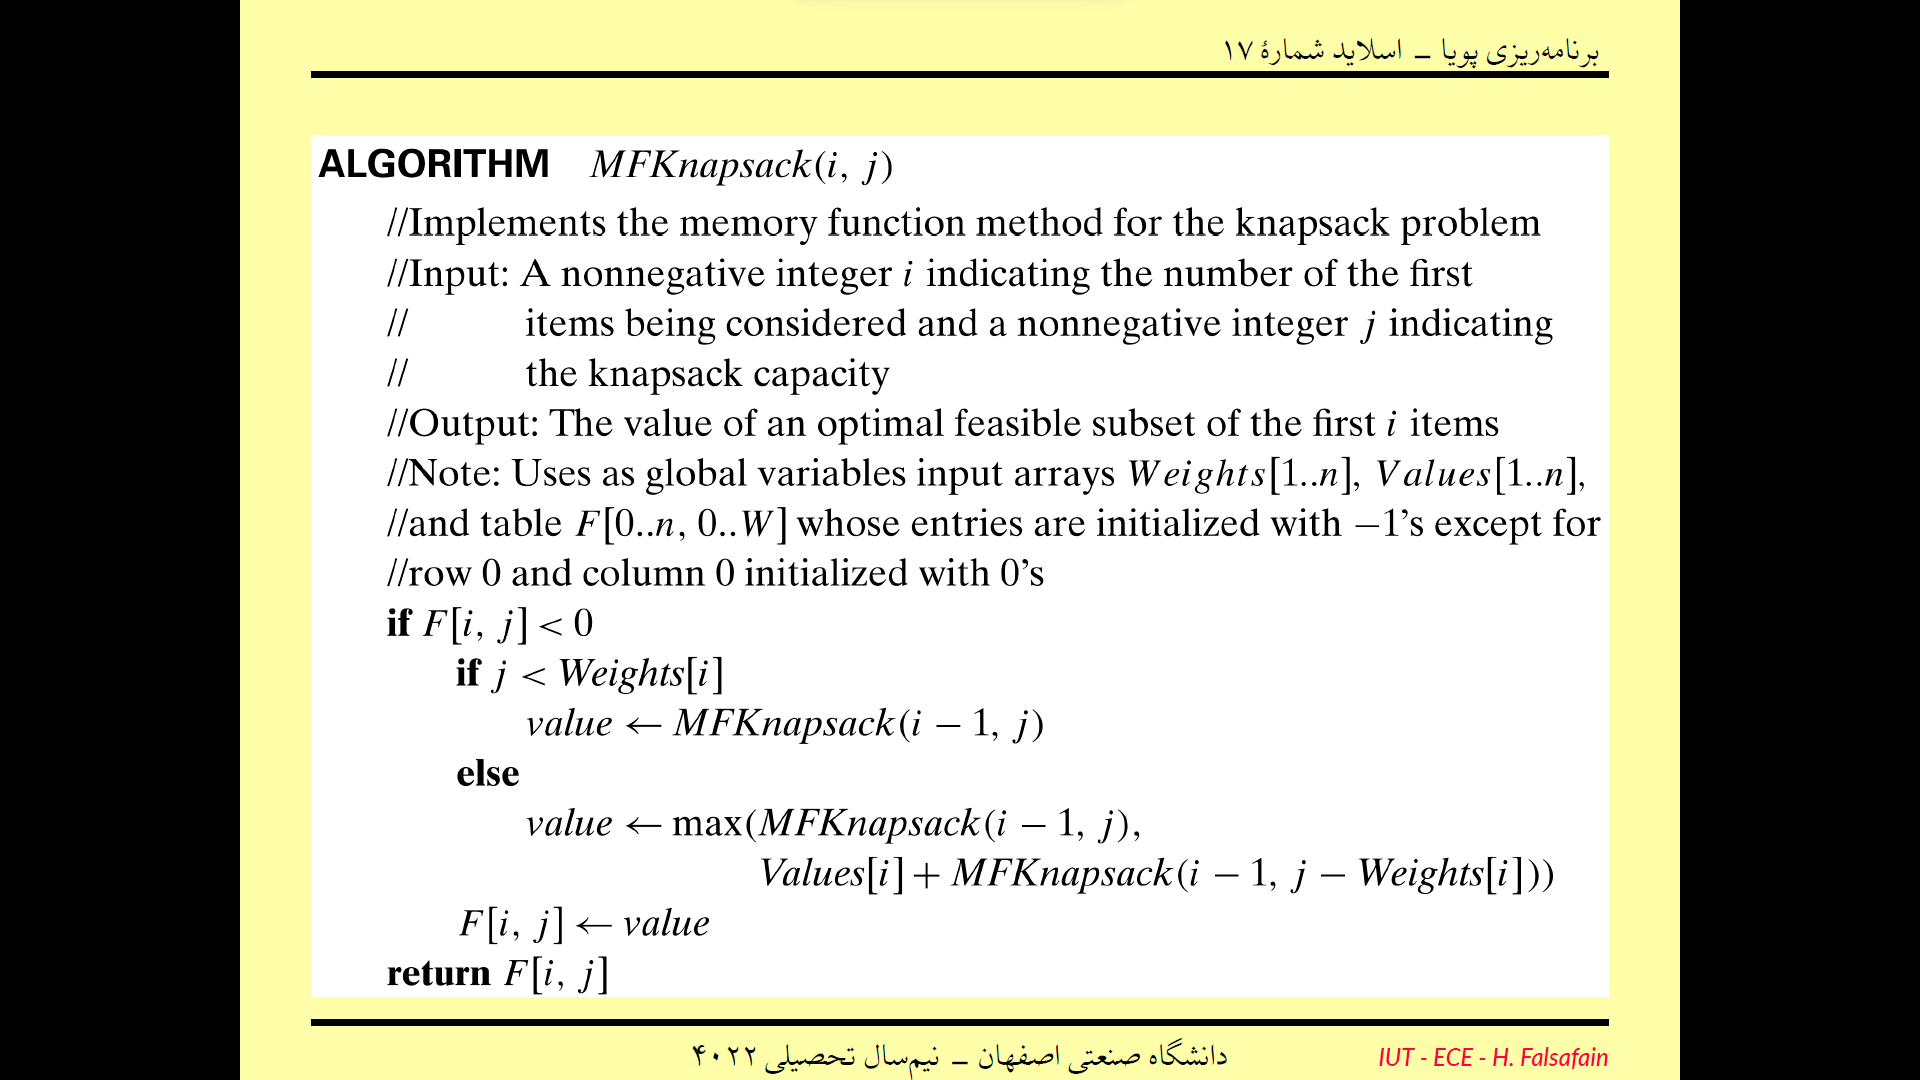 برنامه‌ریزی پویا – اسلاید شمارهٔ ۱۷
ALGORITHM MFKnapsack(i, j)
//Implements the memory function method for the knapsack problem
//Input: A nonnegative integer i indicating the number of the first
// items being considered and a nonnegative integer j indicating
// the knapsack capacity
//Output: The value of an optimal feasible subset of the first i items
//Note: Uses as global variables input arrays Weights[1..n], Values[1..n],
//and table F[0..n, 0..W] whose entries are initialized with −1’s except for
//row 0 and column 0 initialized with 0’s
if F[i, j] < 0
if j < Weights[i]
value ← MFKnapsack(i − 1, j)
else
value ← max(MFKnapsack(i − 1, j),
Values[i] + MFKnapsack(i − 1, j − Weights[i]))
F[i, j] ← value
return F[i, j]
دانشگاه صنعتی اصفهان – نیم‌سال تحصیلی ۴۰۲۲
IUT - ECE - H. Falsafain